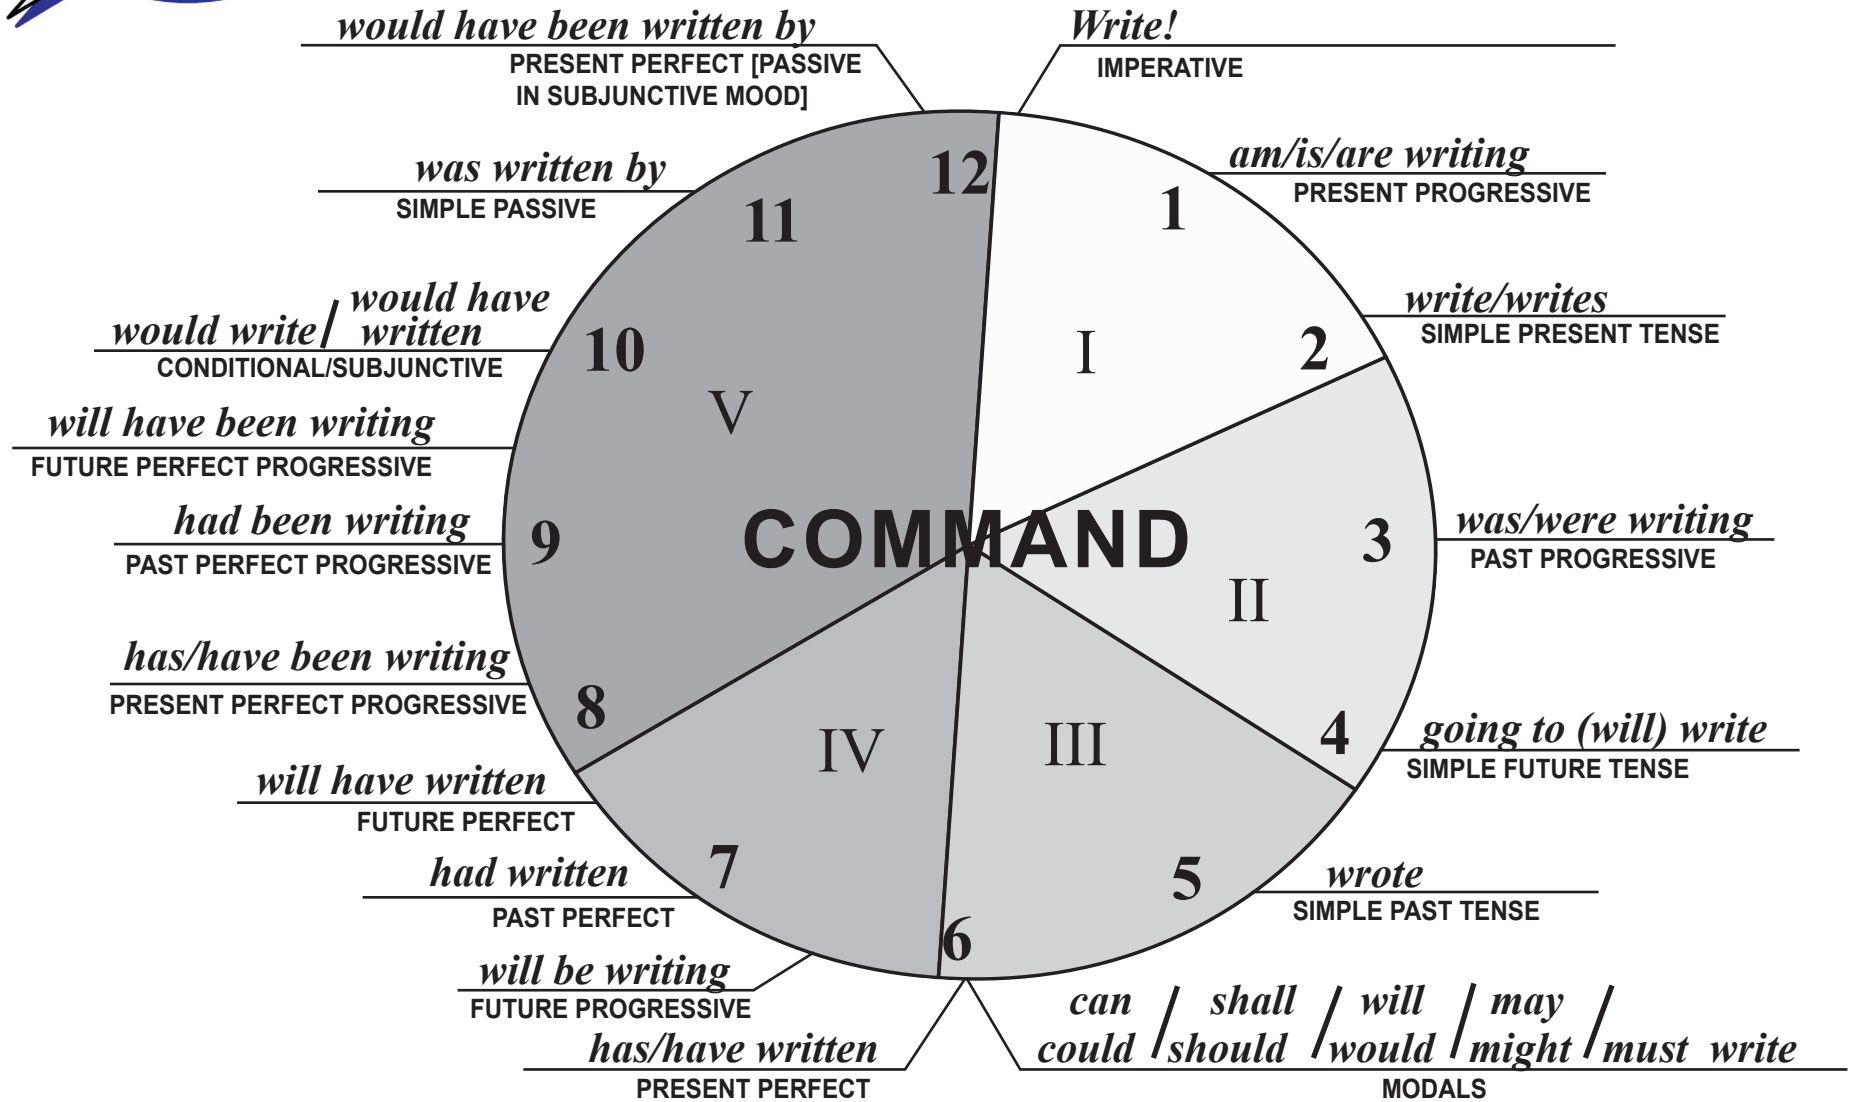 would have been written by
PRESENT PERFECT [PASSIVE
IN SUBJUNCTIVE MOOD]
Write!
IMPERATIVE
am/is/are writing
PRESENT PROGRESSIVE
write/writes
SIMPLE PRESENT TENSE
was/were writing
PAST PROGRESSIVE
going to (will) write
SIMPLE FUTURE TENSE
wrote
SIMPLE PAST TENSE
can / shall / will / may /
could / should / would / might / must write
MODALS
has/have written
PRESENT PERFECT
will be writing
FUTURE PROGRESSIVE
had written
PAST PERFECT
will have written
FUTURE PERFECT
has/have been writing
PRESENT PERFECT PROGRESSIVE
had been writing
PAST PERFECT PROGRESSIVE
will have been writing
FUTURE PERFECT PROGRESSIVE
would have
would write / written
CONDITIONAL/SUBJUNCTIVE
was written by
SIMPLE PASSIVE
12
1
2
3
4
5
6
7
8
9
10
11
I
II
III
IV
V
COMMAND